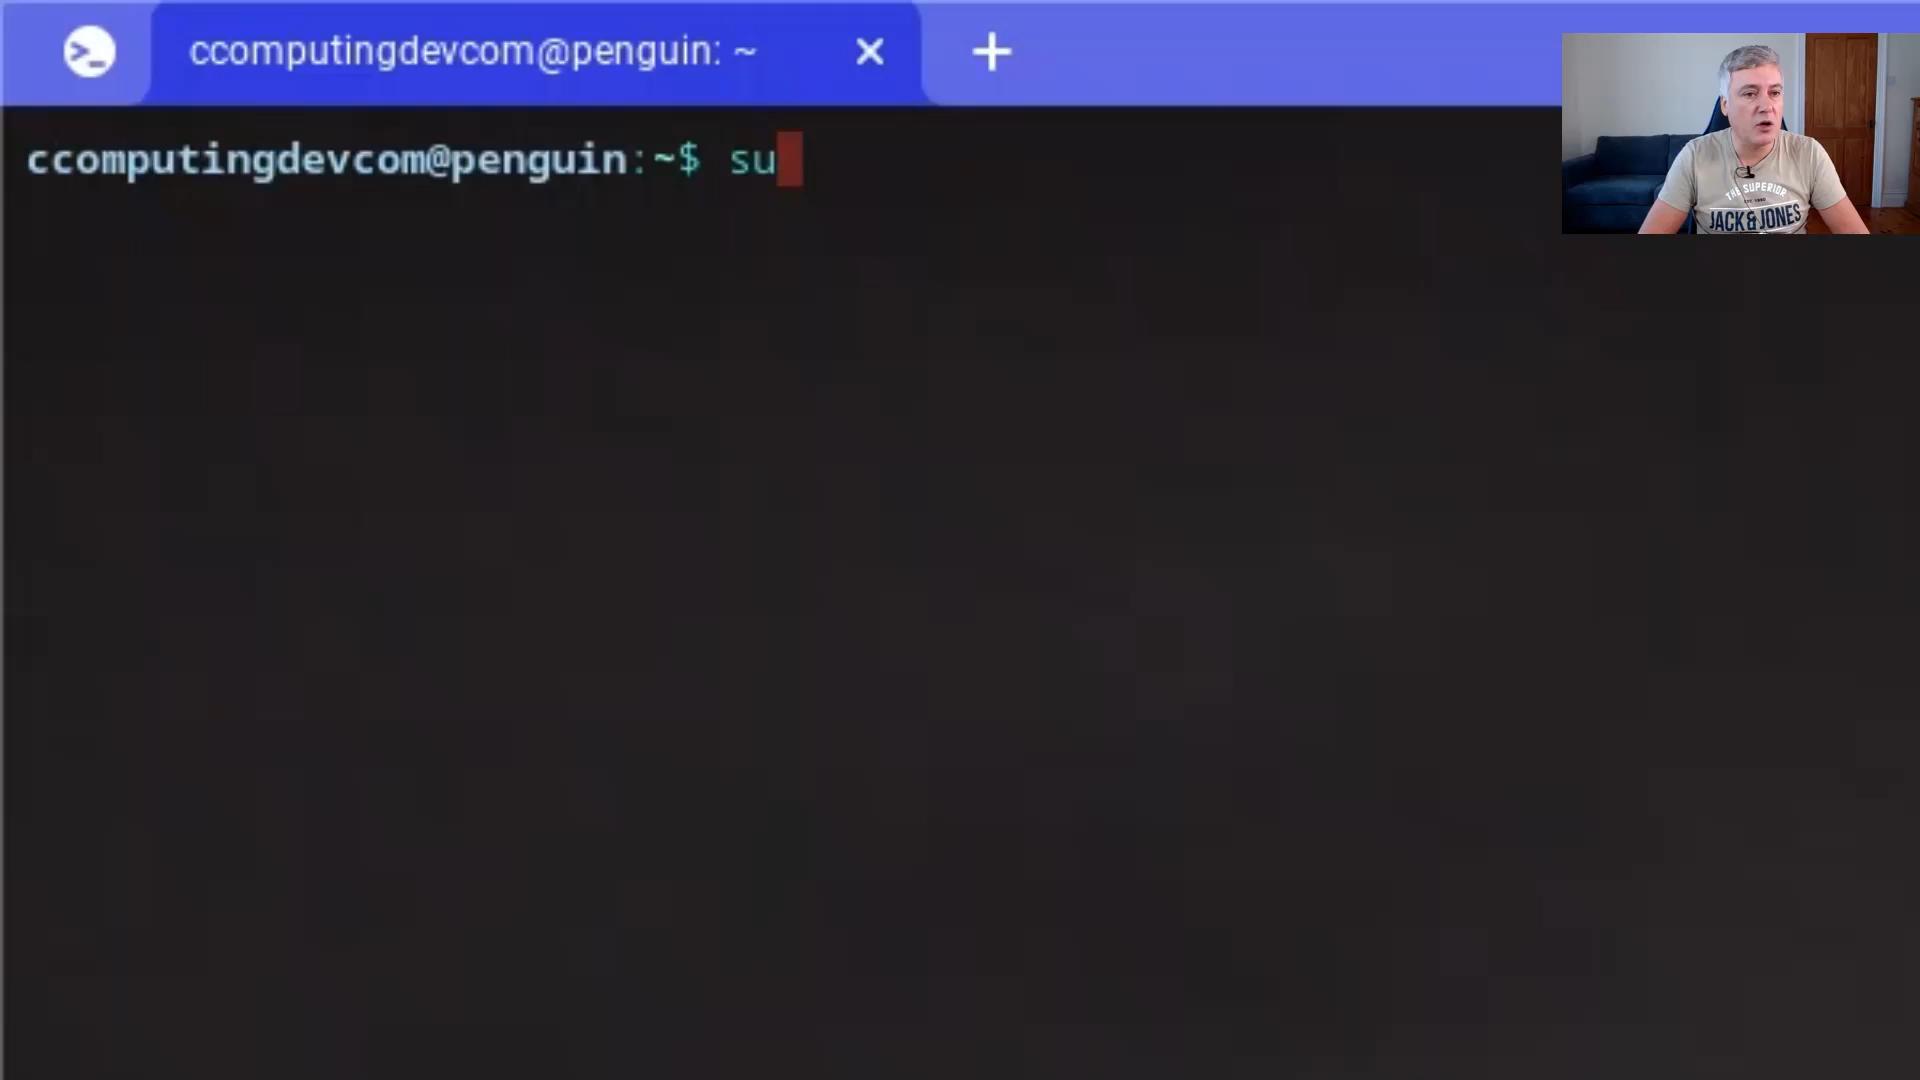 ccomputingdevcom@penguin: ~
ccomputingdevcom@penguin:~$ su
THE SUPERIOR
JACK & JONES